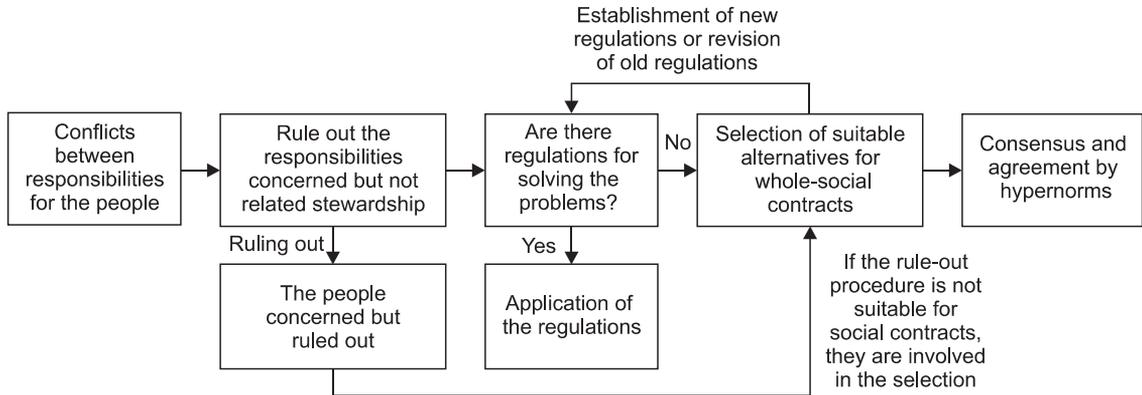 Establishment of new
regulations or revision
of old regulations
Conflicts
between
responsibilities
for the people
Rule out the
responsibilities
concerned but not
related stewardship
Are there
regulations for
solving the
problems?
No
Selection of suitable
alternatives for
whole-social
contracts
Consensus and
agreement by
hypernorms
Ruling out
Yes
The people
concerned but
ruled out
Application of
the regulations
If the rule-out
procedure is not
suitable for
social contracts,
they are involved
in the selection